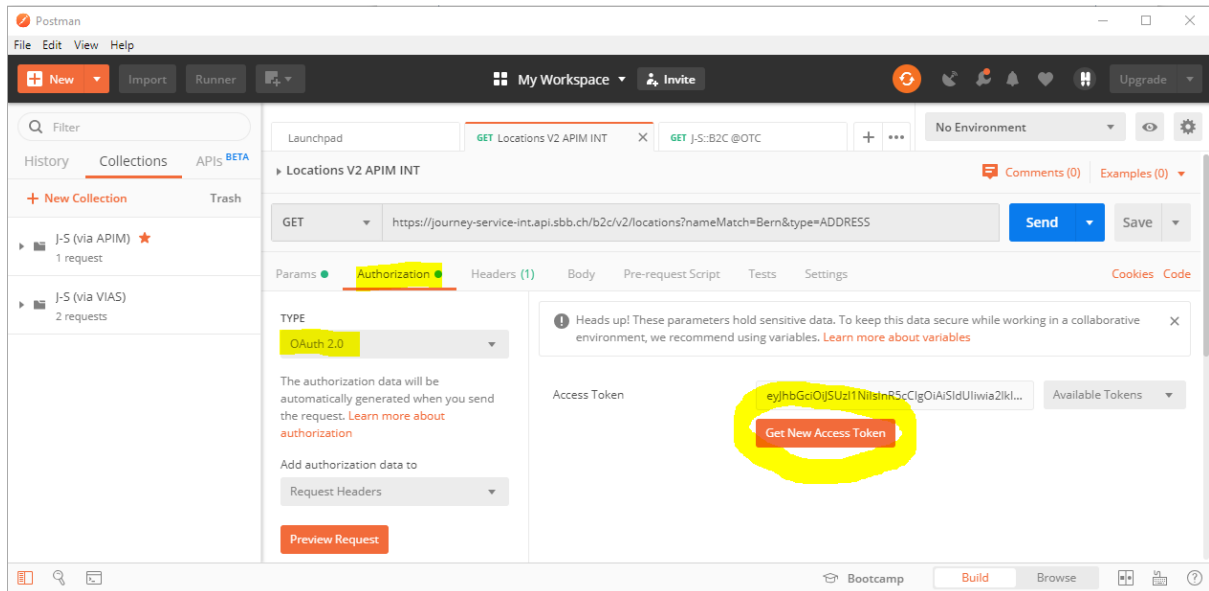 Postman
File Edit View Help
New
Import
Runner
My Workspace
Invite
Upgrade
Filter
History
Collections
APIs BETA
+ New Collection
Trash
J-S (via APIM)
1 request
J-S (via VIAS)
2 requests
Launchpad
GET Locations V2 APIM INT
GET J-S::B2C @OTC
No Environment
Locations V2 APIM INT
Comments (0)
Examples (0)
GET
https://journey-service-int.api.sbb.ch/b2c/v2/locations?nameMatch=Bern&type=ADDRESS
Send
Save
Params
Authorization
Headers (1)
Body
Pre-request Script
Tests
Settings
Cookies
Code
TYPE
OAuth 2.0
The authorization data will be
automatically generated when you send
the request. Learn more about
authorization
Add authorization data to
Request Headers
Preview Request
Heads up! These parameters hold sensitive data. To keep this data secure while working in a collaborative
environment, we recommend using variables. Learn more about variables
Access Token
Available Tokens
Get New Access Token
Bootcamp
Build
Browse